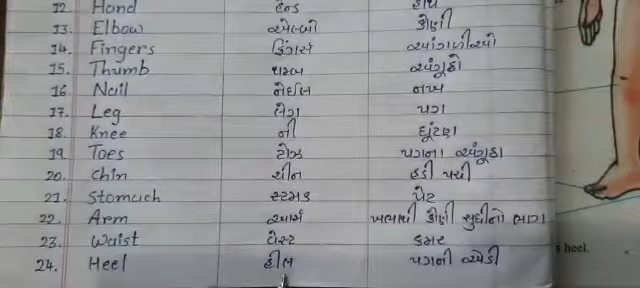 12 Hand હેન્ડ હાથ
13. Elbow એલ્બો કોણી
14. Fingers ફિંગર્સ આંગળીઓ
15. Thumb થમ્બ અંગૂઠો
16 Nail નેઈલ નખ
17. Leg લેગ પગ
18. Knee ની ઘૂંટણ
19. Toes ટોઝ પગના અંગૂઠા
20. Chin ચીન હડપચી
21. Stomach સ્ટમક પેટ
22. Arm આર્મ ખભાથી કોણી સુધીનો ભાગ
23. Waist વેસ્ટ કમર
24. Heel હીલ પગની એડી
heel.